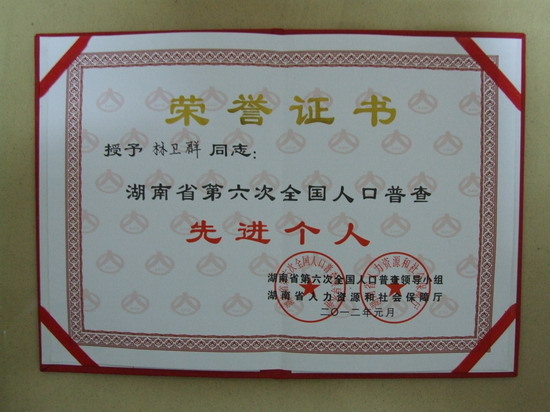 荣誉证书
授予 林卫群 同志：
湖南省第六次全国人口普查
先进个人
湖南省第六次全国人口普查领导小组
湖南省人力资源和社会保障厅
二〇一二年元月